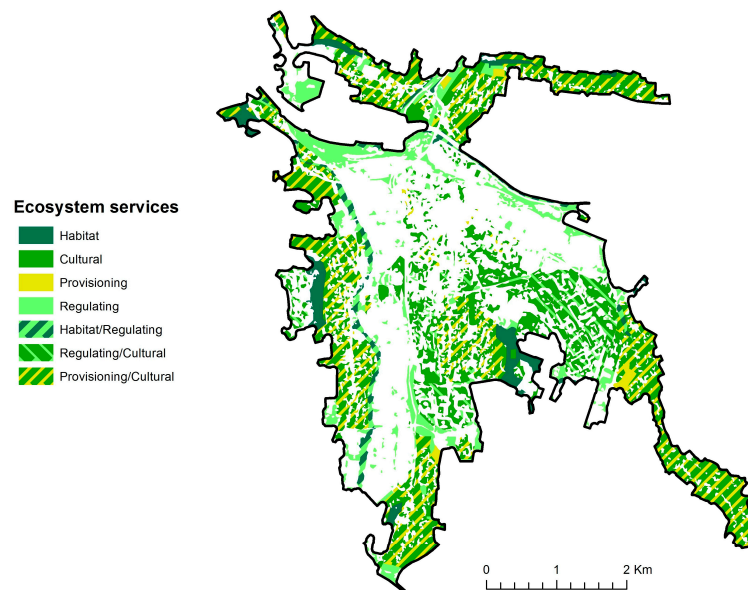 Ecosystem services
Habitat
Cultural
Provisioning
Regulating
Habitat/Regulating
Regulating/Cultural
Provisioning/Cultural
0 1 2 Km